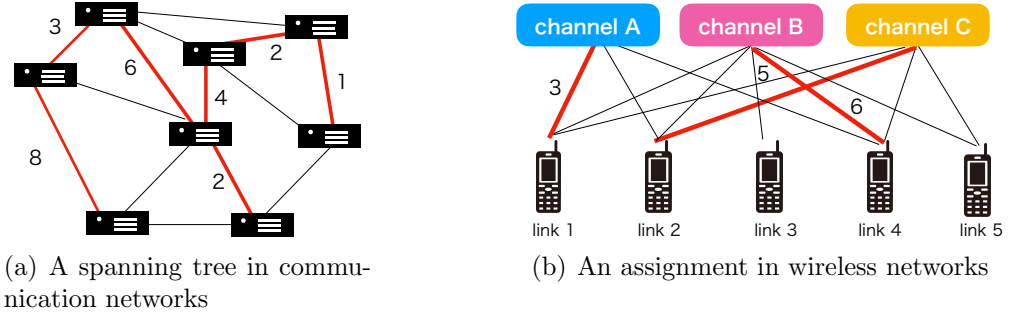 channel A channel B channel C
3
2
6
5
1
3
4
6
8
2
link 1 link 2 link 3 link 4 link 5
(a) A spanning tree in commu-
nication networks
(b) An assignment in wireless networks